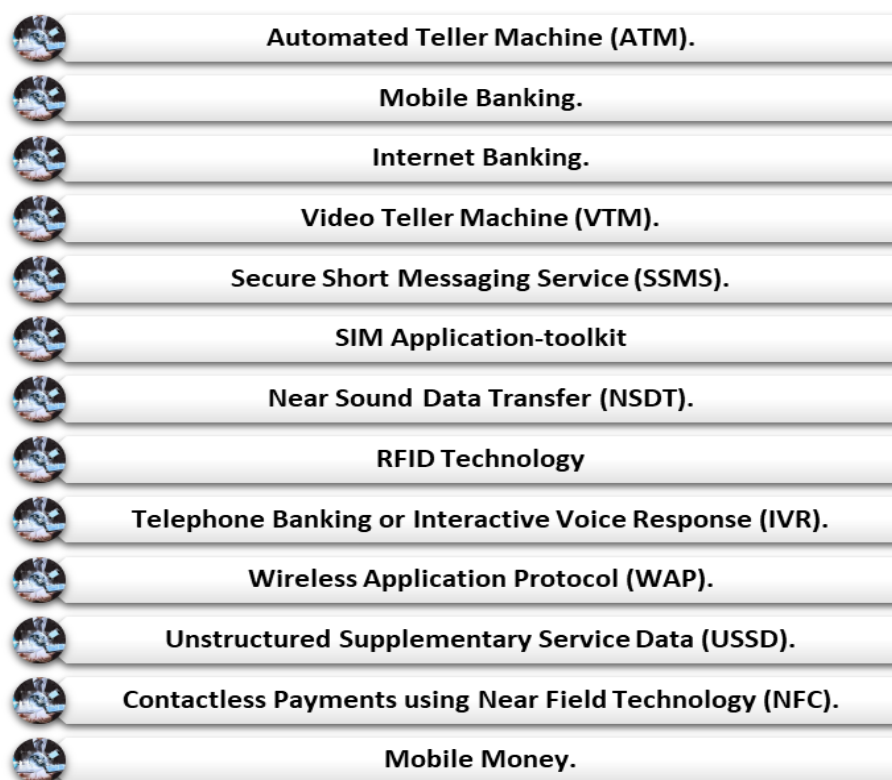 Automated Teller Machine (ATM).
Mobile Banking.
Internet Banking.
Video Teller Machine (VTM).
Secure Short Messaging Service (SSMS).
SIM Application-toolkit
Near Sound Data Transfer (NSDT).
RFID Technology
Telephone Banking or Interactive Voice Response (IVR).
Wireless Application Protocol (WAP).
Unstructured Supplementary Service Data (USSD).
Contactless Payments using Near Field Technology (NFC).
Mobile Money.